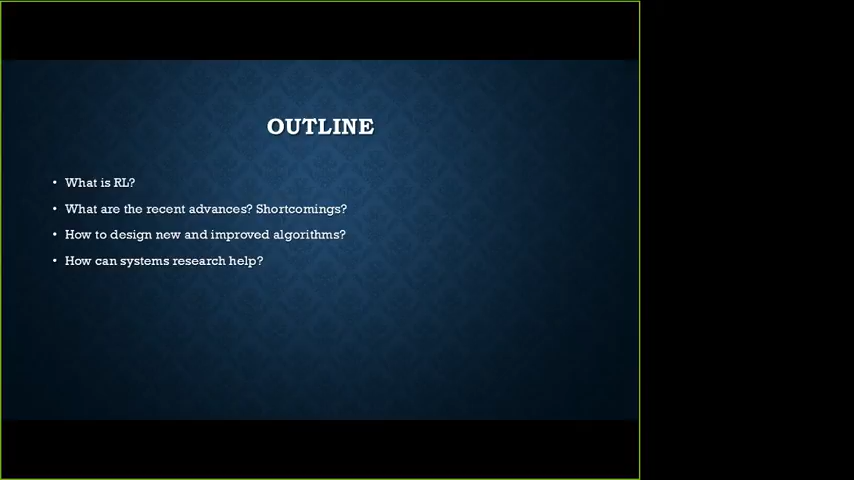 OUTLINE
• What is RL?
• What are the recent advances? Shortcomings?
• How to design new and improved algorithms?
• How can systems research help?